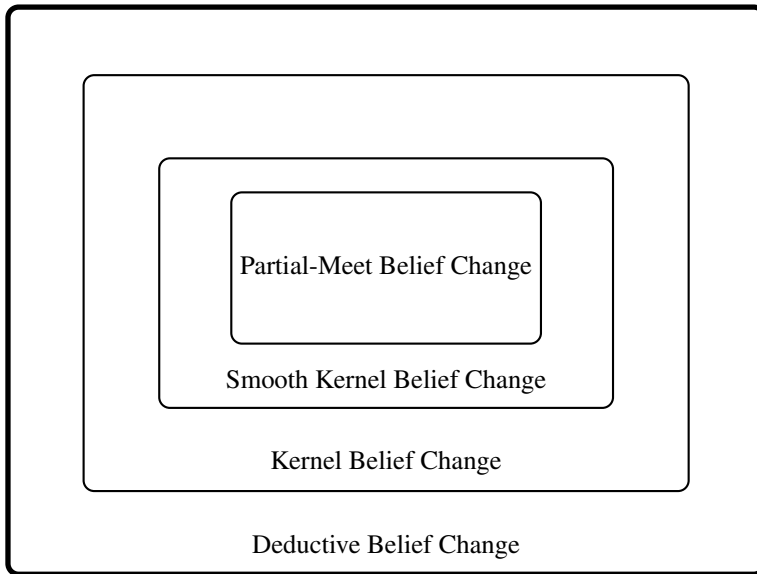 Partial-Meet Belief Change
Smooth Kernel Belief Change
Kernel Belief Change
Deductive Belief Change